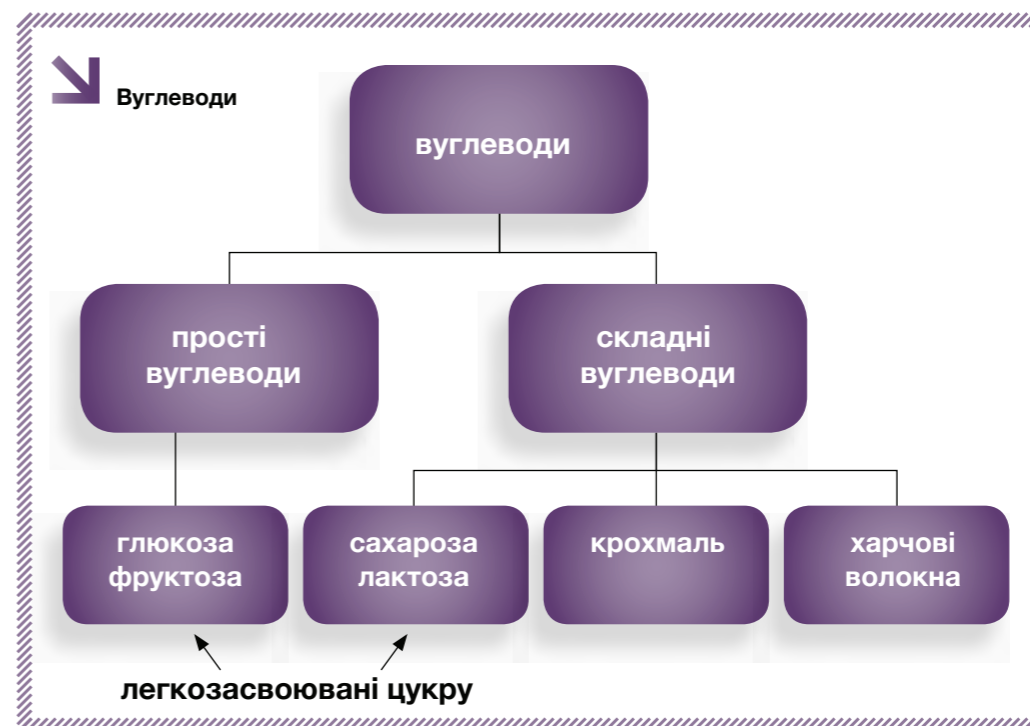 Вуглеводи
вуглеводи
прості
вуглеводи
складні
вуглеводи
глюкоза
фруктоза
сахароза
лактоза
крохмаль
харчові
волокна
легкозасвоювані цукру